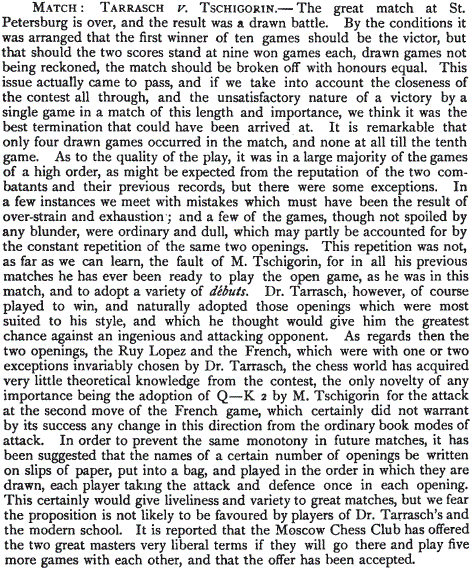 MATCH: TARRASCH v. TSCHIGORIN.—The great match at St.
Petersburg is over, and the result was a drawn battle. By the conditions it
was arranged that the first winner of ten games should be the victor, but
that should the two scores stand at nine won games each, drawn games not
being reckoned, the match should be broken off with honours equal. This
issue actually came to pass, and if we take into account the closeness of
the contest all through, and the unsatisfactory nature of a victory by a
single game in a match of this length and importance, we think it was the
best termination that could have been arrived at. It is remarkable that
only four drawn games occurred in the match, and none at all till the tenth
game. As to the quality of the play, it was in a large majority of the games
of a high order, as might be expected from the reputation of the two com-
batants and their previous records, but there were some exceptions. In
a few instances we meet with mistakes which must have been the result of
over-strain and exhaustion; and a few of the games, though not spoiled by
any blunder, were ordinary and dull, which may partly be accounted for by
the constant repetition of the same two openings. This repetition was not,
as far as we can learn, the fault of M. Tschigorin, for in all his previous
matches he has ever been ready to play the open game, as he was in this
match, and to adopt a variety of débuts. Dr. Tarrasch, however, of course
played to win, and naturally adopted those openings which were most
suited to his style, and which he thought would give him the greatest
chance against an ingenious and attacking opponent. As regards then the
two openings, the Ruy Lopez and the French, which were with one or two
exceptions invariably chosen by Dr. Tarrasch, the chess world has acquired
very little theoretical knowledge from the contest, the only novelty of any
importance being the adoption of Q—K 2 by M. Tschigorin for the attack
at the second move of the French game, which certainly did not warrant
by its success any change in this direction from the ordinary book modes of
attack. In order to prevent the same monotony in future matches, it has
been suggested that the names of a certain number of openings be written
on slips of paper, put into a bag, and played in the order in which they are
drawn, each player taking the attack and defence once in each opening.
This certainly would give liveliness and variety to great matches, but we fear
the proposition is not likely to be favoured by players of Dr. Tarrasch's and
the modern school. It is reported that the Moscow Chess Club has offered
the two great masters very liberal terms if they will go there and play five
more games with each other, and that the offer has been accepted.